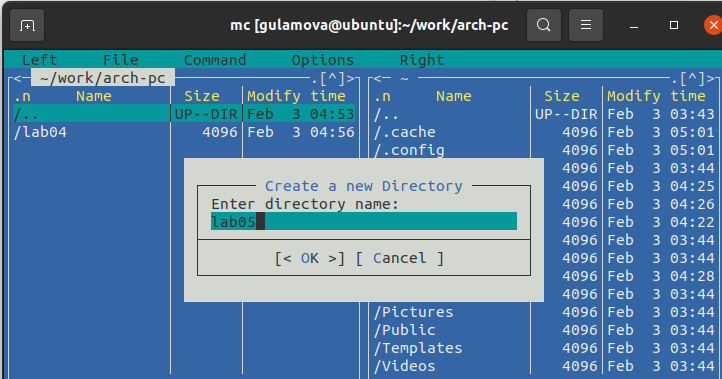 mc [gulamova@ubuntu]:~/work/arch-pc
Left File Command Options Right
<─ ~/work/arch-pc ─.[^]>
.n Name Size Modify time
/.. UP--DIR Feb 3 04:53
/lab04 4096 Feb 3 04:56
<─ ~ ─.[^]>
.n Name Size Modify time
/.. UP--DIR Feb 3 03:43
/.cache 4096 Feb 3 05:01
/.config 4096 Feb 3 05:01
4096 Feb 3 03:44
4096 Feb 3 04:25
4096 Feb 3 04:26
4096 Feb 3 04:22
4096 Feb 3 03:44
4096 Feb 3 03:44
4096 Feb 3 04:28
4096 Feb 3 03:44
/Pictures 4096 Feb 3 03:44
/Public 4096 Feb 3 03:44
/Templates 4096 Feb 3 03:44
/Videos 4096 Feb 3 03:44
Create a new Directory
Enter directory name:
lab05
[< OK >] [ Cancel ]